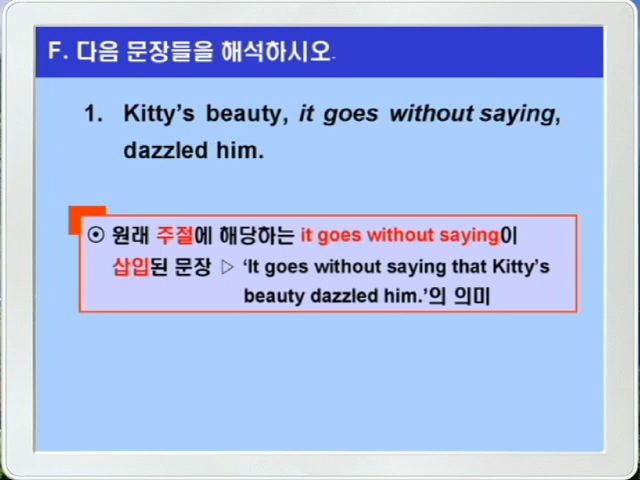 F. 다음 문장들을 해석하시오.
1. Kitty's beauty, it goes without saying,
dazzled him.
⊙ 원래 주절에 해당하는 it goes without saying이
삽입된 문장 ▷ ‘It goes without saying that Kitty's
beauty dazzled him.’의 의미